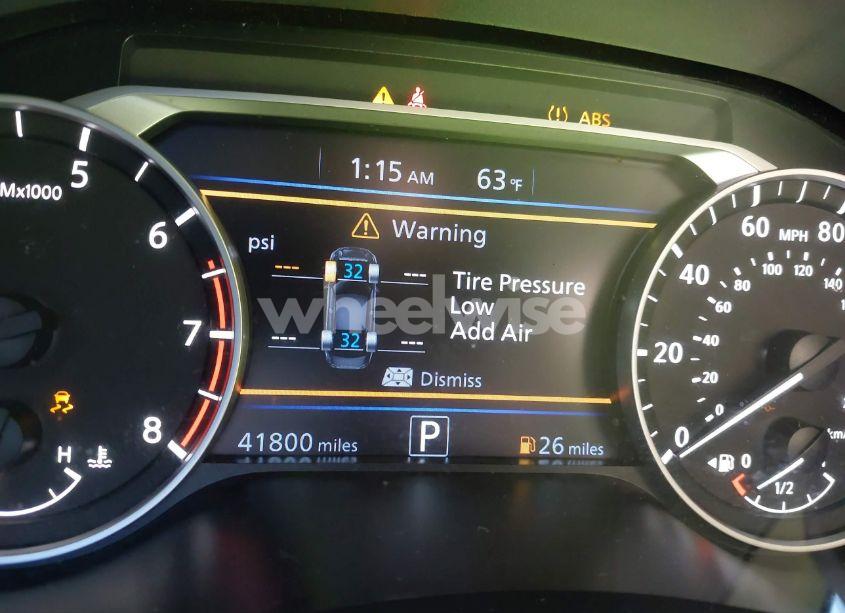 ABS
1:15 AM 63°F
Warning
psi
--- 32 ---
Tire Pressure
Low
Add Air
--- 32 ---
wheelwise
Dismiss
41800 miles
P
26 miles
Mx1000
5
6
7
8
H
MPH
0
20
40
60
80
0
20
40
60
80
100
120
140
km/
0
1/2